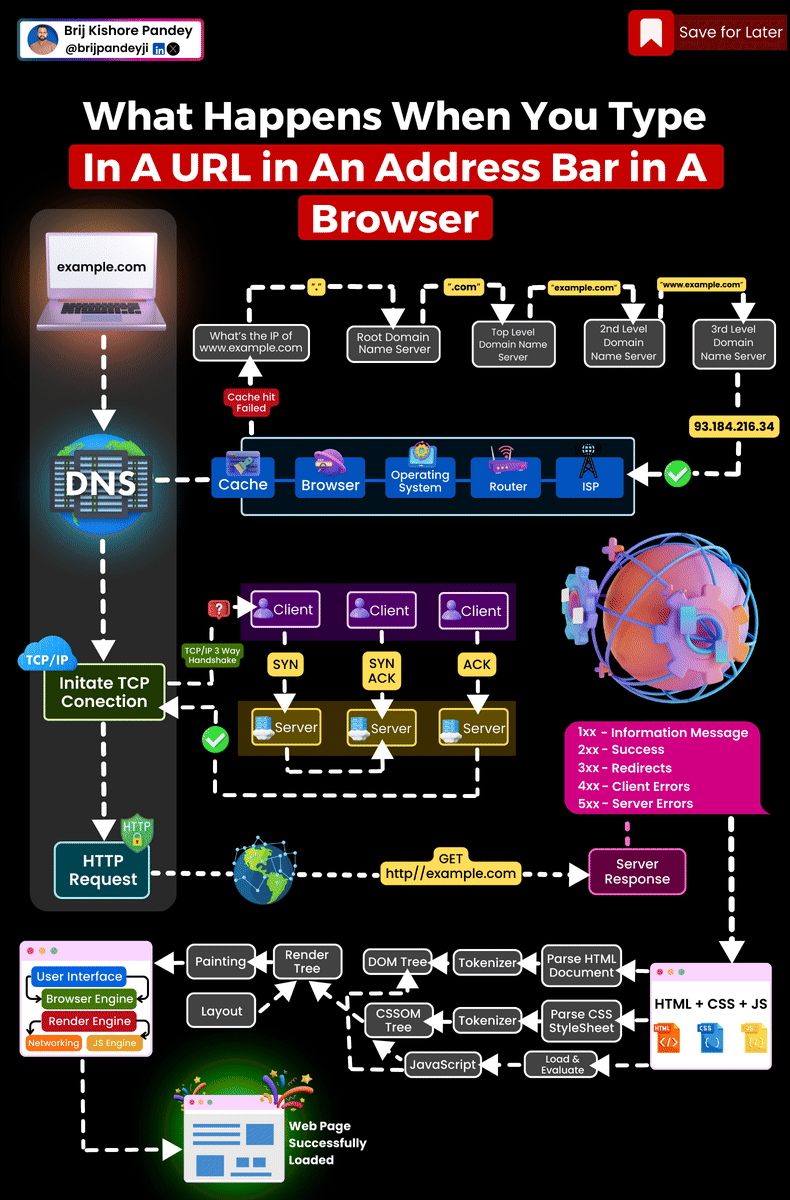 Brij Kishore Pandey
@brijpandeyji in X
Save for Later
What Happens When You Type
In A URL in An Address Bar in A
Browser
example.com
"."
".com"
"example.com"
"www.example.com"
What's the IP of
www.example.com
Root Domain
Name Server
Top Level
Domain Name
Server
2nd Level
Domain
Name Server
3rd Level
Domain
Name Server
Cache hit
Failed
93.184.216.34
DNS
Cache
Browser
Operating
System
Router
ISP
?
Client
Client
Client
TCP/IP 3 Way
Handshake
TCP/IP
SYN
SYN
ACK
ACK
Initate TCP
Conection
Server
Server
Server
1xx - Information Message
2xx - Success
3xx - Redirects
4xx - Client Errors
5xx - Server Errors
HTTP
HTTP
Request
GET
http//example.com
Server
Response
User Interface
Browser Engine
Render Engine
Networking
JS Engine
Painting
Render
Tree
Layout
DOM Tree
Tokenizer
Parse HTML
Document
CSSOM
Tree
Tokenizer
Parse CSS
StyleSheet
JavaScript
Load &
Evaluate
HTML + CSS + JS
HTML
CSS
JS
Web Page
Successfully
Loaded